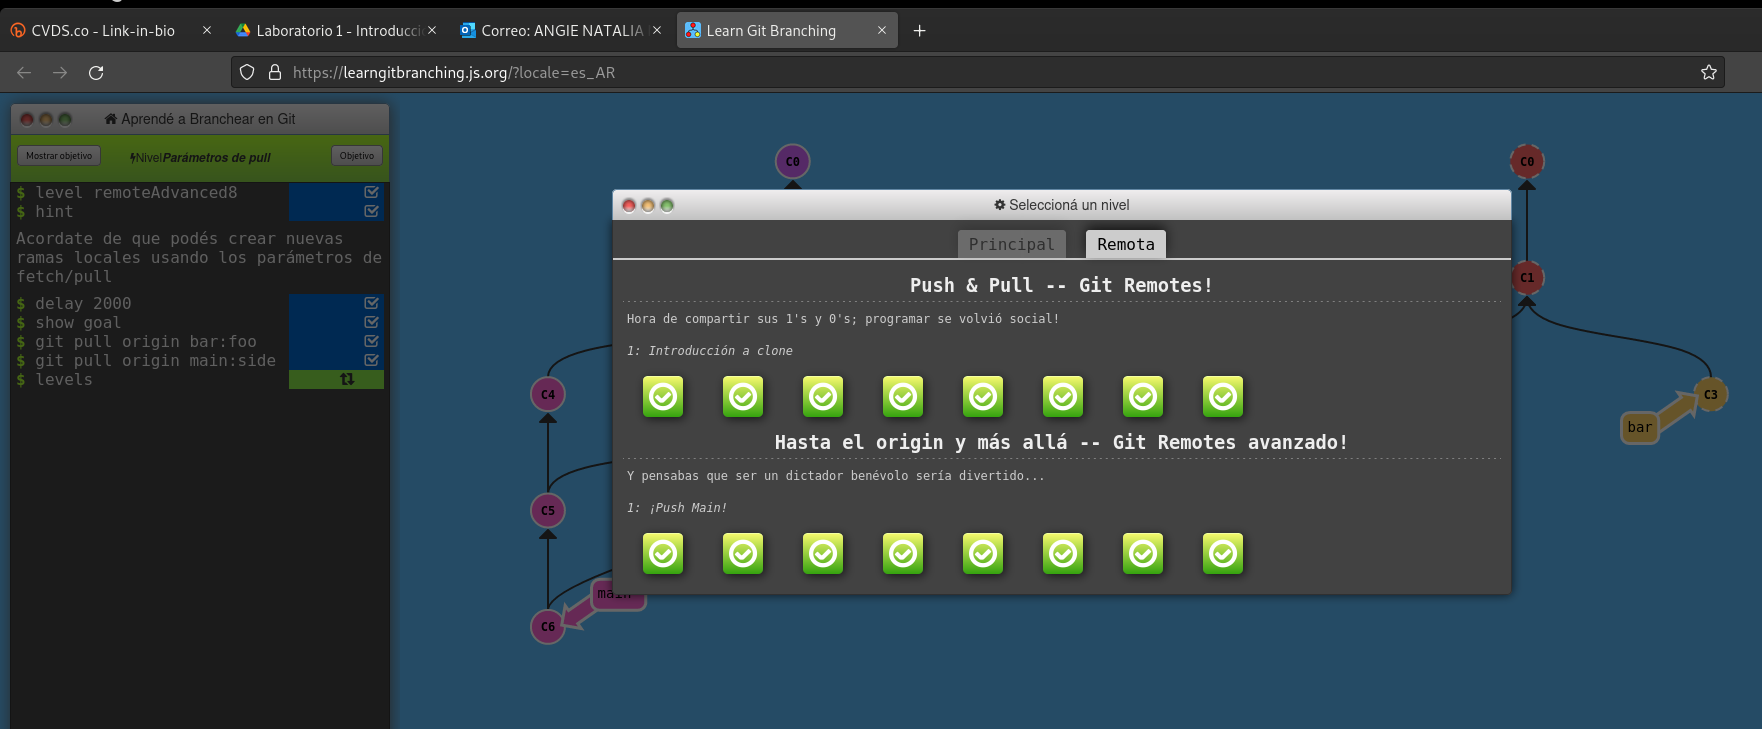 CVDS.co - Link-in-bio
Laboratorio 1 - Introducci
Correo: ANGIE NATALIA
Learn Git Branching
https://learngitbranching.js.org/?locale=es_AR
Aprendé a Branchear en Git
Mostrar objetivo
Nivel Parámetros de pull
Objetivo
$ level remoteAdvanced8
$ hint
Acordate de que podés crear nuevas
ramas locales usando los parámetros de
fetch/pull
$ delay 2000
$ show goal
$ git pull origin bar:foo
$ git pull origin main:side
$ levels
C0
C4
C5
C6
main
Seleccioná un nivel
Principal
Remota
Push & Pull -- Git Remotes!
Hora de compartir sus 1's y 0's; programar se volvió social!
1: Introducción a clone
Hasta el origin y más allá -- Git Remotes avanzado!
Y pensabas que ser un dictador benévolo sería divertido...
1: ¡Push Main!
C0
C1
C3
bar